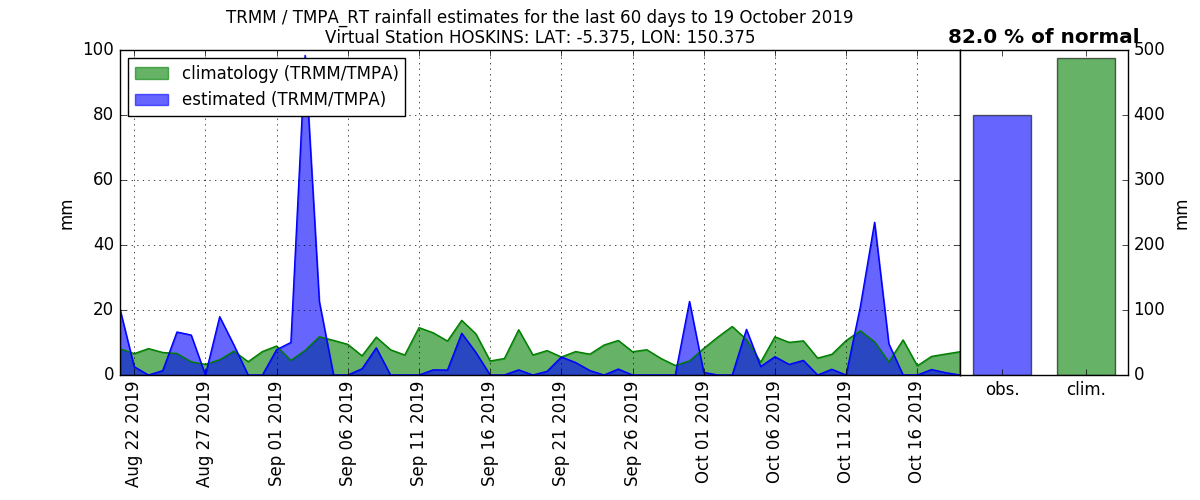 TRMM / TMPA_RT rainfall estimates for the last 60 days to 19 October 2019
Virtual Station HOSKINS: LAT: -5.375, LON: 150.375
82.0 % of normal
climatology (TRMM/TMPA)
estimated (TRMM/TMPA)
100
80
60
40
20
0
mm
Aug 22 2019
Aug 27 2019
Sep 01 2019
Sep 06 2019
Sep 11 2019
Sep 16 2019
Sep 21 2019
Sep 26 2019
Oct 01 2019
Oct 06 2019
Oct 11 2019
Oct 16 2019
500
400
300
200
100
0
mm
obs.
clim.